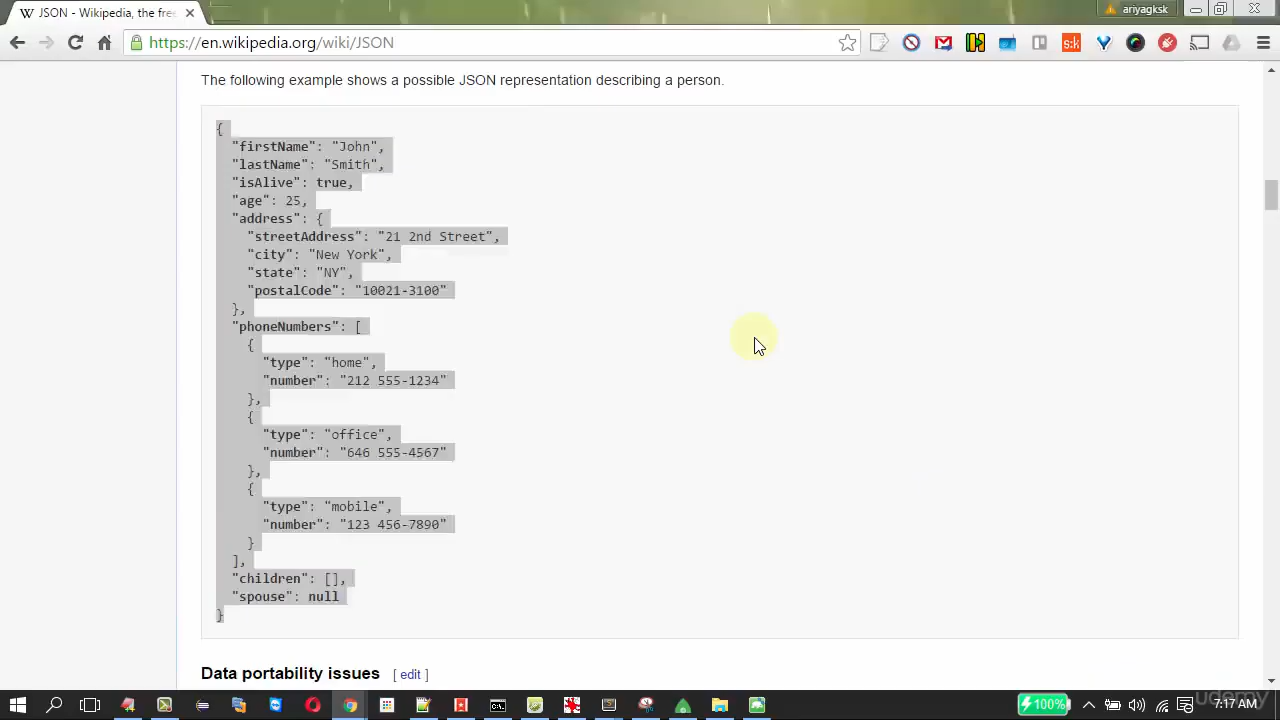 JSON - Wikipedia, the free
ariyagksk
https://en.wikipedia.org/wiki/JSON
s:k
The following example shows a possible JSON representation describing a person.
{
"firstName": "John",
"lastName": "Smith",
"isAlive": true,
"age": 25,
"address": {
"streetAddress": "21 2nd Street",
"city": "New York",
"state": "NY",
"postalCode": "10021-3100"
},
"phoneNumbers": [
{
"type": "home",
"number": "212 555-1234"
},
{
"type": "office",
"number": "646 555-4567"
},
{
"type": "mobile",
"number": "123 456-7890"
}
],
"children": [],
"spouse": null
}
Data portability issues [ edit ]
100%
7:17 AM
udemy